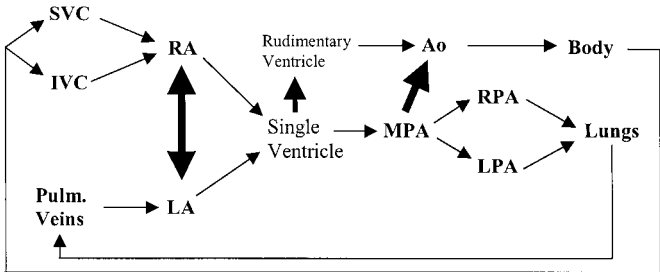 SVC
IVC
RA
LA
Pulm.
Veins
Rudimentary
Ventricle
Single
Ventricle
Ao
MPA
RPA
LPA
Body
Lungs